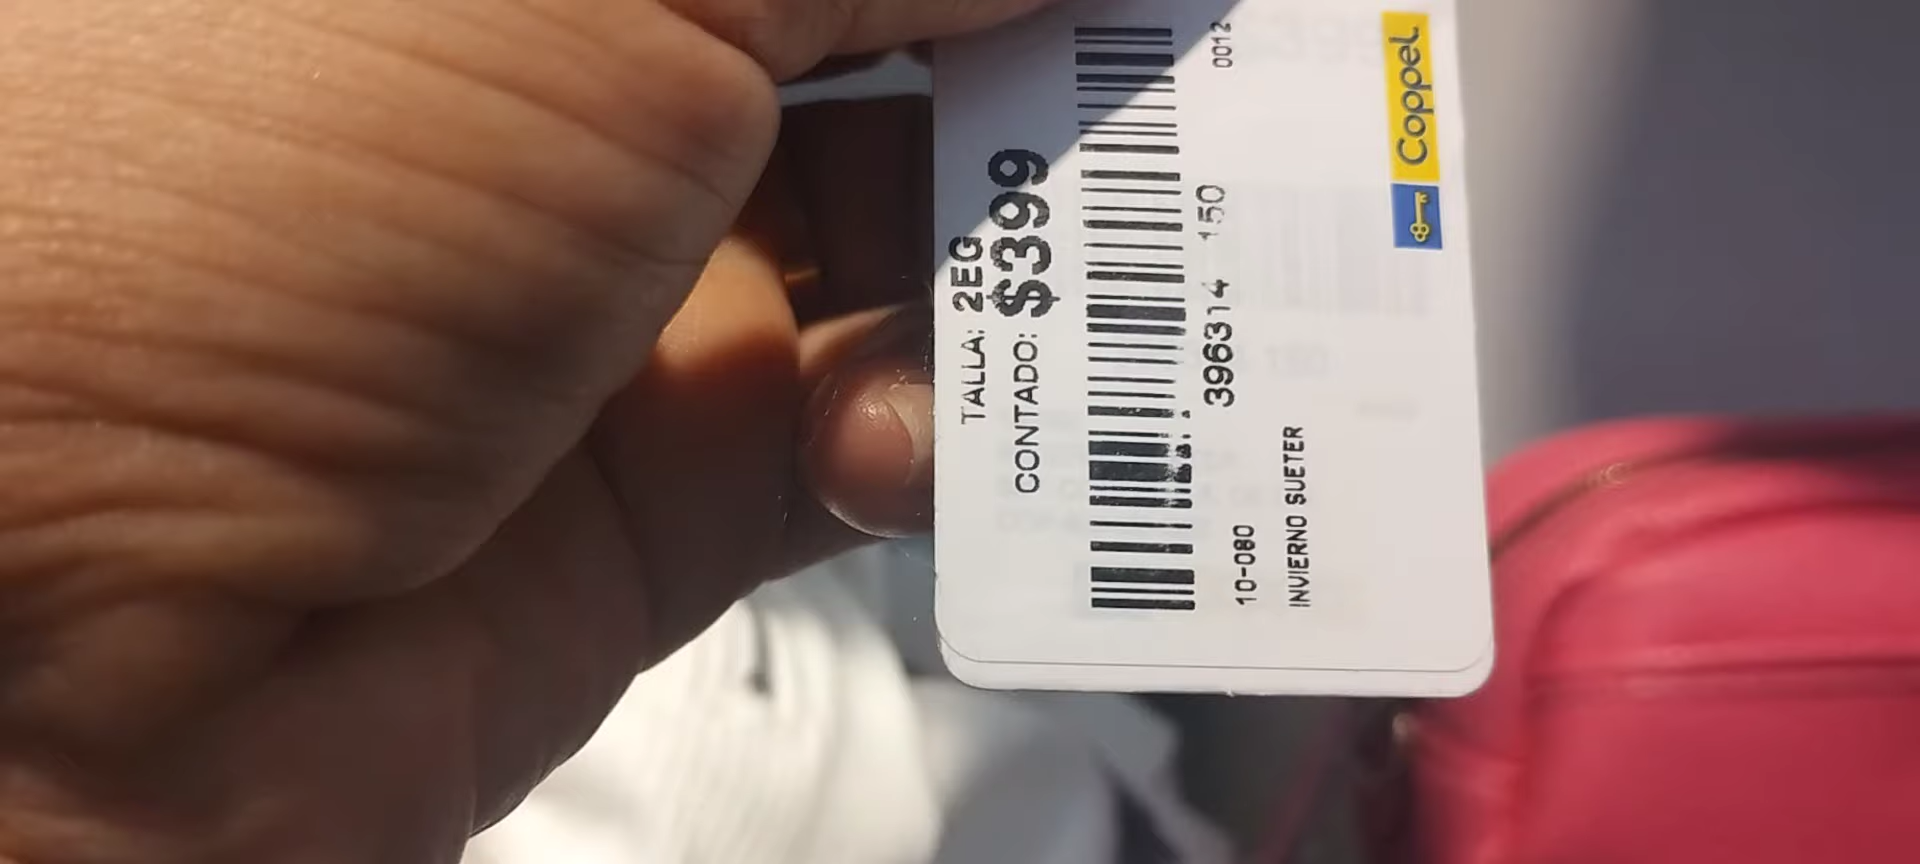 TALLA: 2EG
CONTADO: $399
0012
396314 150
10-080
INVIERNO SUETER
Coppel